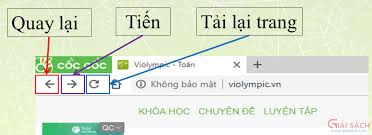 Quay lại Tiến Tải lại trang
CỐC CỐC Violympic - Toán
Không bảo mật | violympic.vn
KHÓA HỌC CHUYÊN ĐỀ LUYỆN TẬP
QC
GIẢI SÁCH